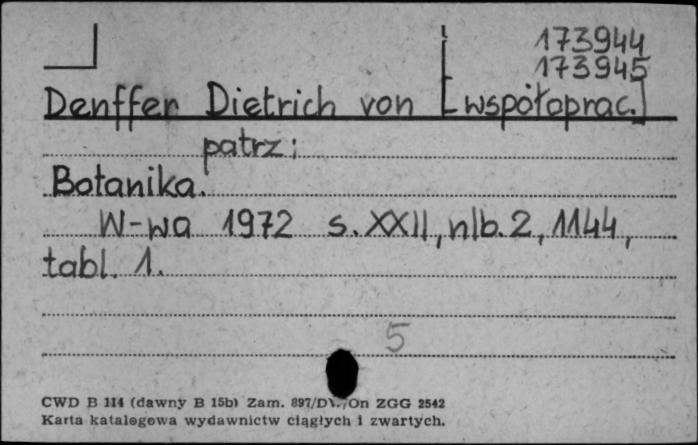 173944
173945
Denffer Dietrich von [współoprac.]
patrz:
Botanika.
W-wa 1972 s. XXII, nlb. 2, 1144,
tabl. 1.
5
CWD B 114 (dawny B 15b) Zam. 897/DW/On ZGG 2542
Karta katalogowa wydawnictw ciągłych i zwartych.